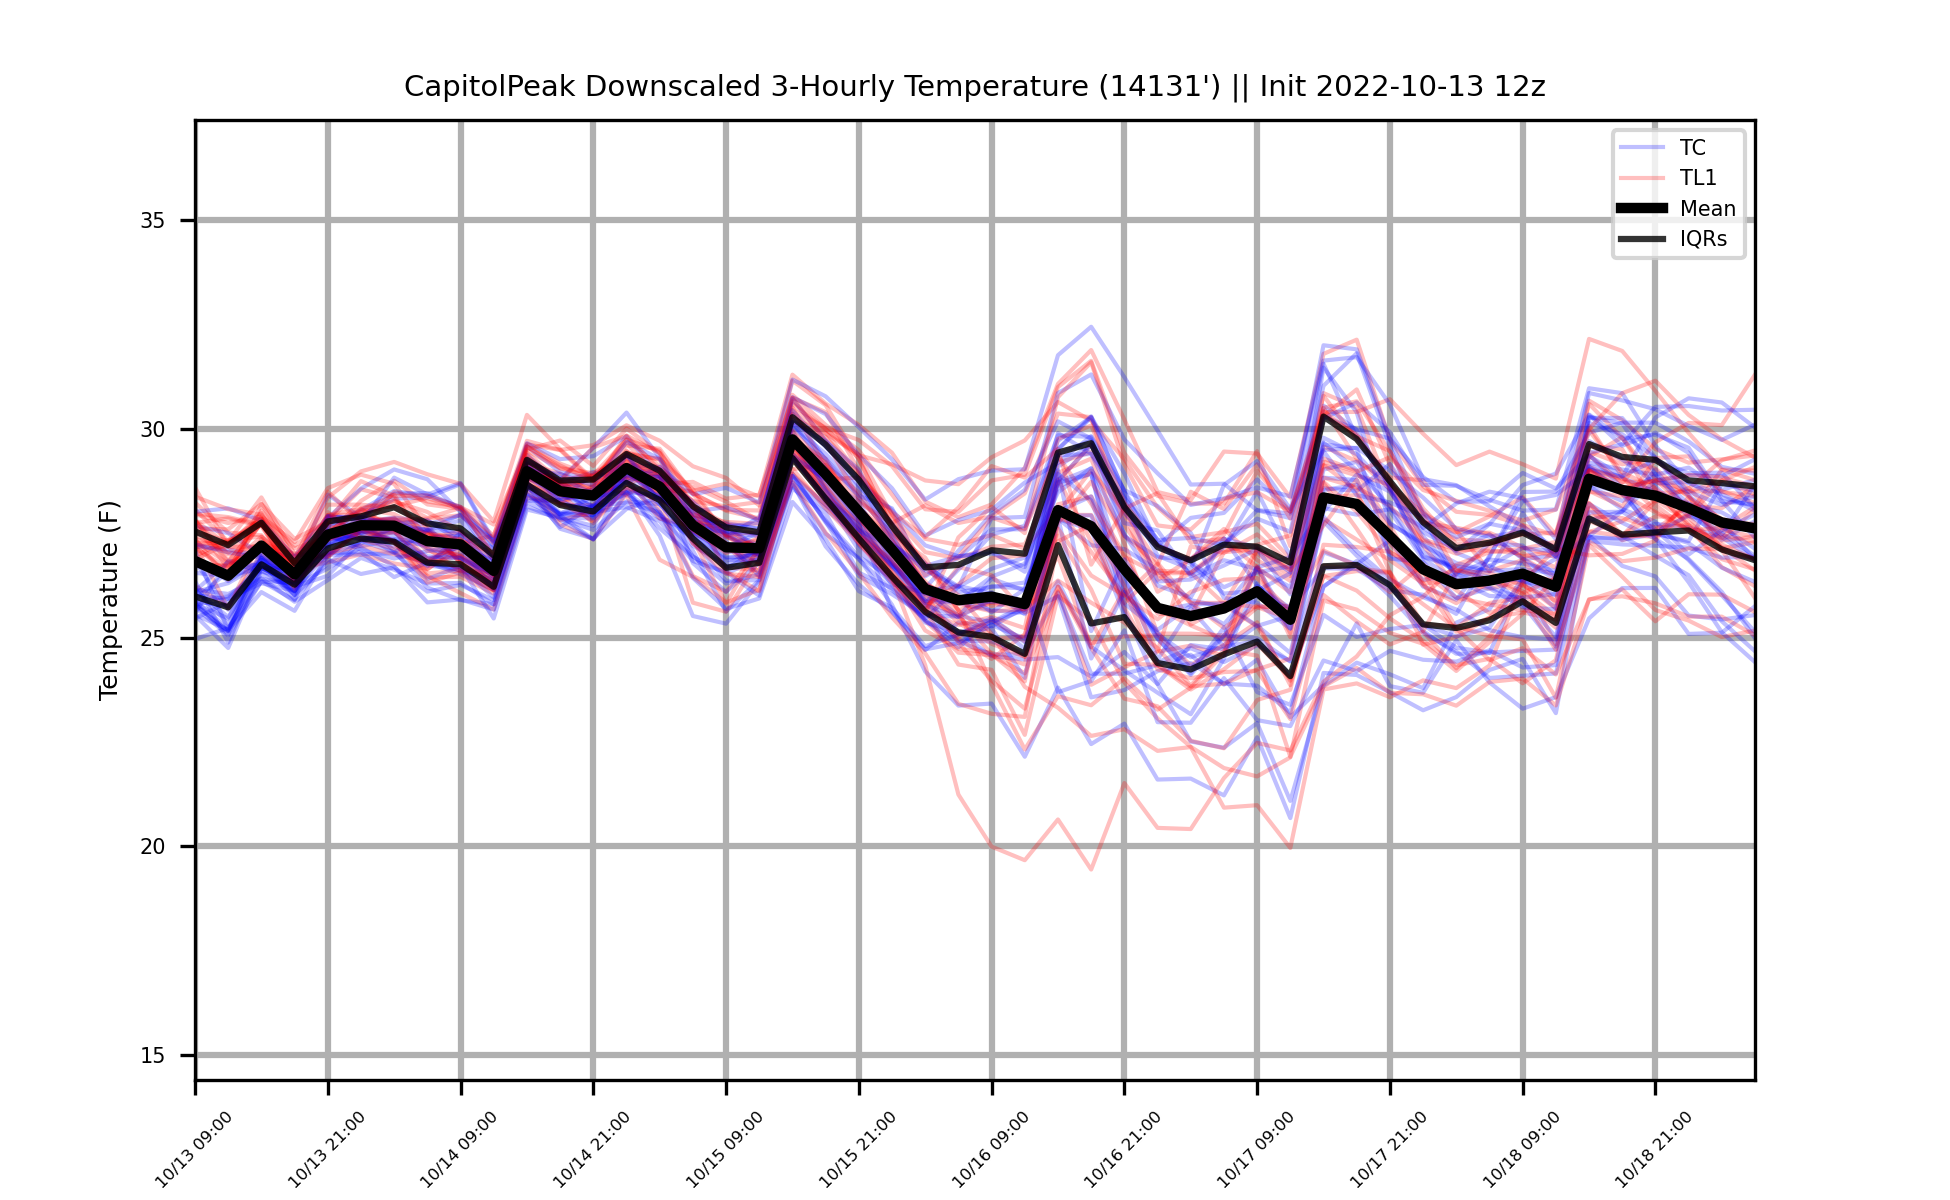 CapitolPeak Downscaled 3-Hourly Temperature (14131') || Init 2022-10-13 12z
TC
TL1
Mean
IQRs
Temperature (F)
35
30
25
20
15
10/13 09:00
10/13 21:00
10/14 09:00
10/14 21:00
10/15 09:00
10/15 21:00
10/16 09:00
10/16 21:00
10/17 09:00
10/17 21:00
10/18 09:00
10/18 21:00